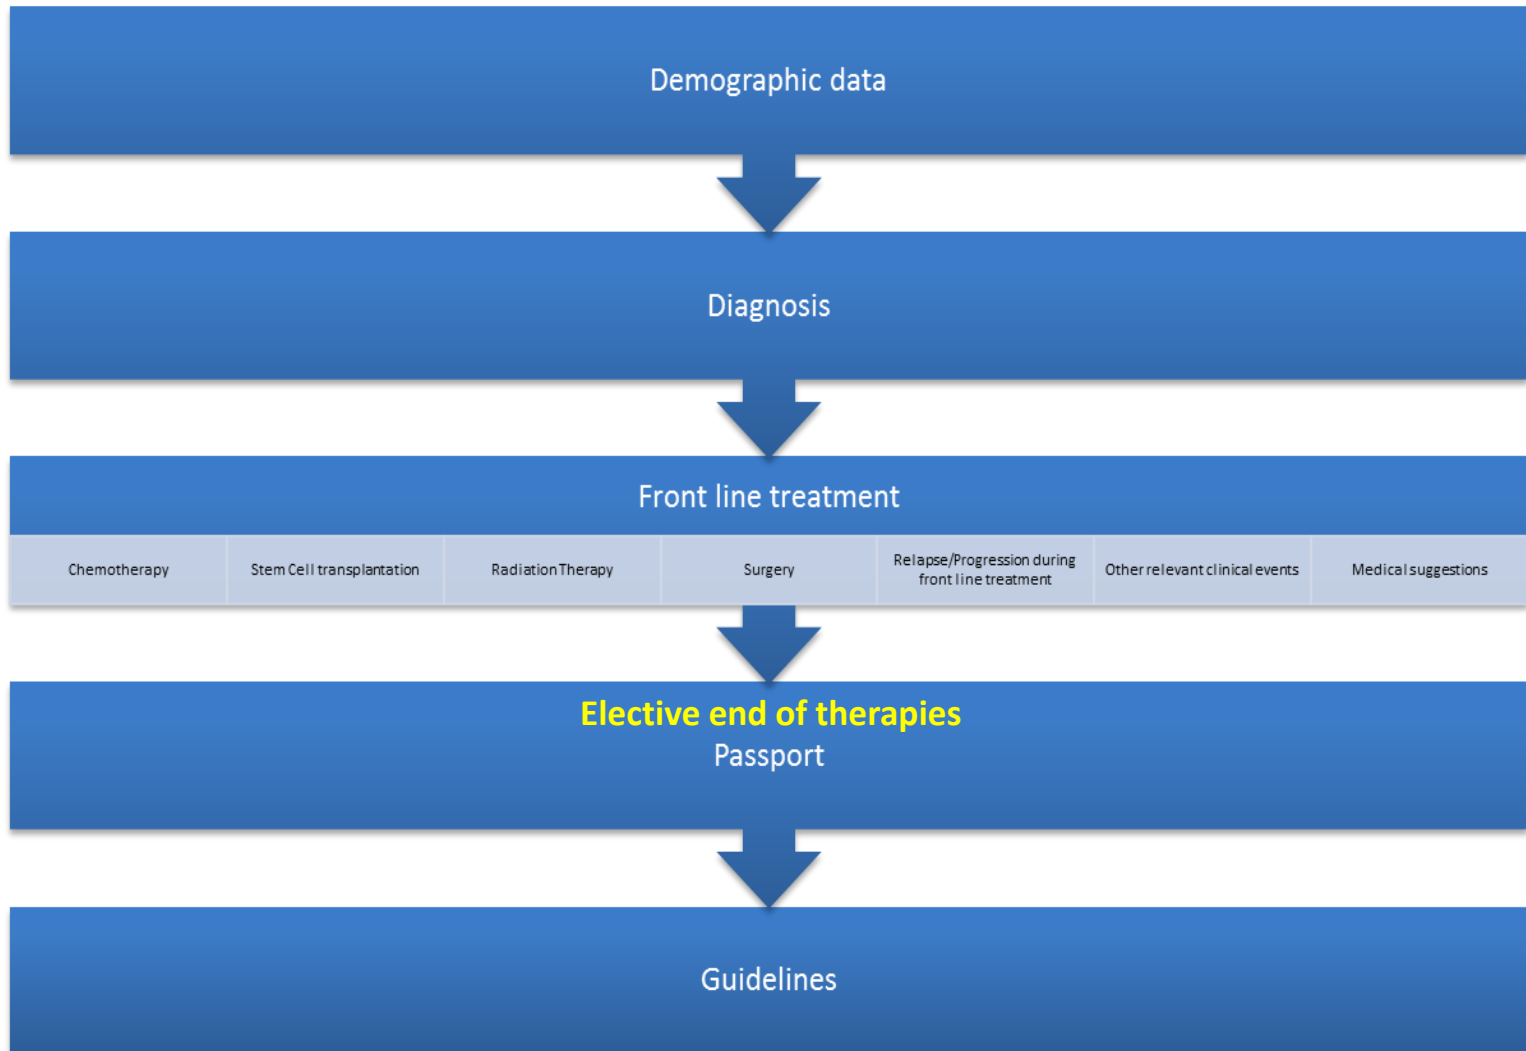 Demographic data
Diagnosis
Front line treatment
Chemotherapy
Stem Cell transplantation
Radiation Therapy
Surgery
Relapse/Progression during
front line treatment
Other relevant clinical events
Medical suggestions
Elective end of therapies
Passport
Guidelines